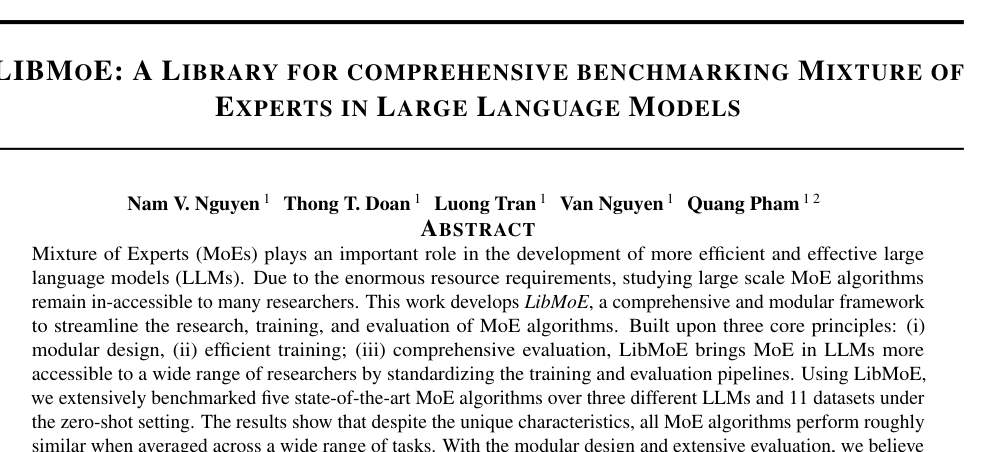 LIBMOE: A LIBRARY FOR COMPREHENSIVE BENCHMARKING MIXTURE OF
EXPERTS IN LARGE LANGUAGE MODELS
Nam V. Nguyen 1 Thong T. Doan 1 Luong Tran 1 Van Nguyen 1 Quang Pham 1 2
ABSTRACT
Mixture of Experts (MoEs) plays an important role in the development of more efficient and effective large
language models (LLMs). Due to the enormous resource requirements, studying large scale MoE algorithms
remain in-accessible to many researchers. This work develops LibMoE, a comprehensive and modular framework
to streamline the research, training, and evaluation of MoE algorithms. Built upon three core principles: (i)
modular design, (ii) efficient training; (iii) comprehensive evaluation, LibMoE brings MoE in LLMs more
accessible to a wide range of researchers by standardizing the training and evaluation pipelines. Using LibMoE,
we extensively benchmarked five state-of-the-art MoE algorithms over three different LLMs and 11 datasets under
the zero-shot setting. The results show that despite the unique characteristics, all MoE algorithms perform roughly
similar when averaged across a wide range of tasks. With the modular design and extensive evaluation, we believe